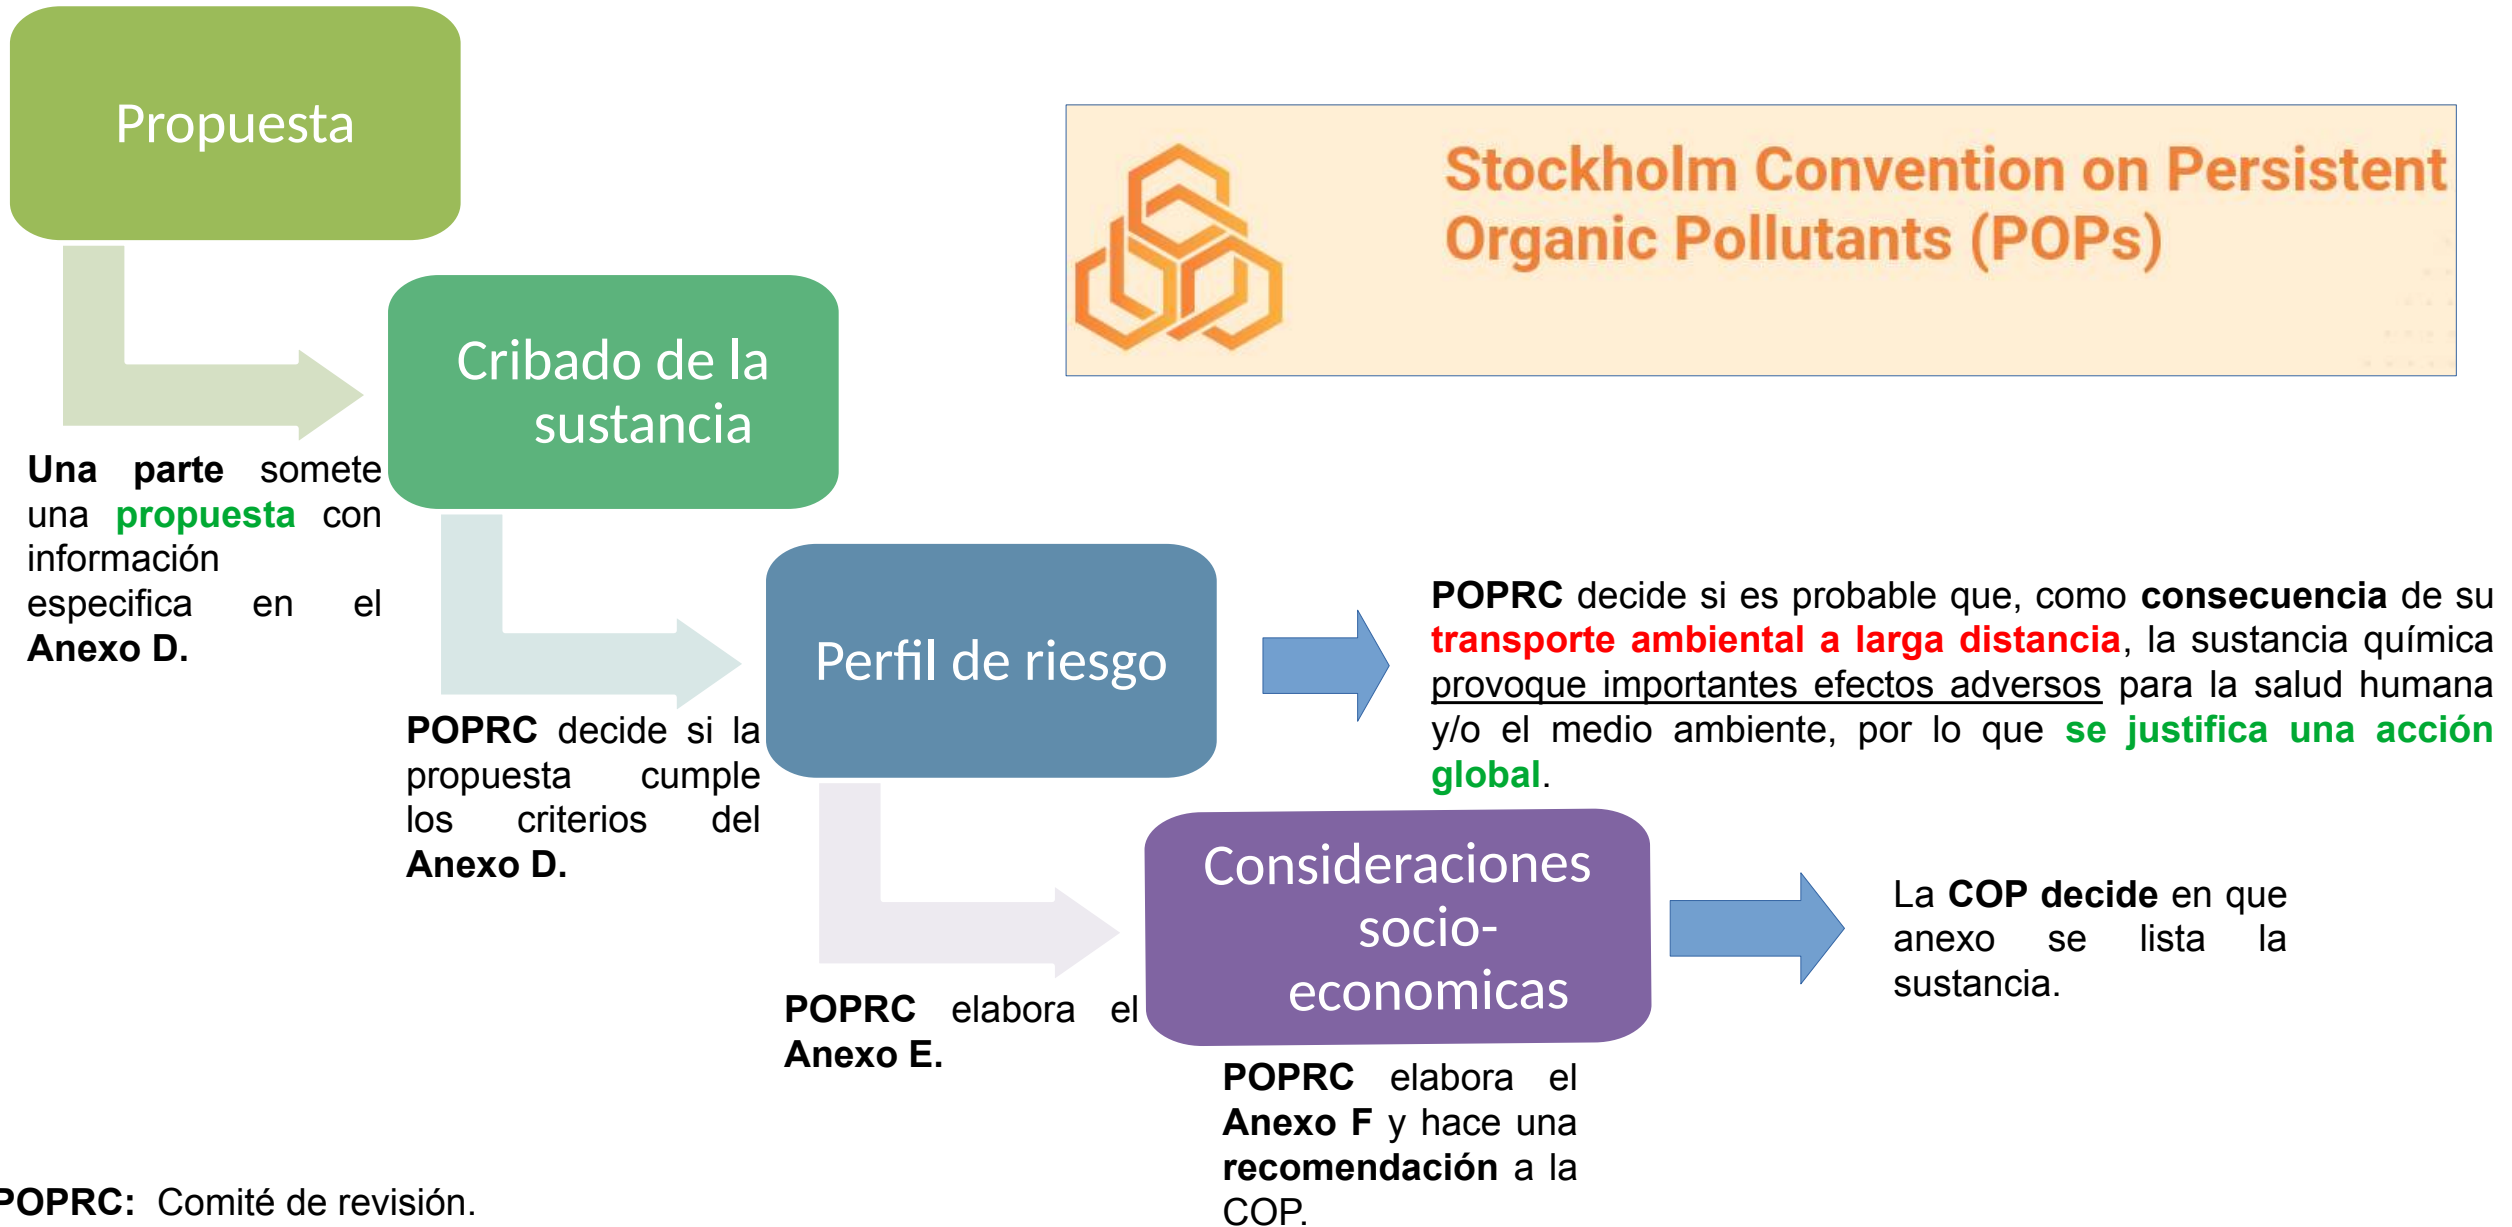 Propuesta
Stockholm Convention on Persistent
Organic Pollutants (POPs)
Cribado de la
sustancia
Una parte somete
una propuesta con
información
especifica en el
Anexo D.
Perfil de riesgo
POPRC decide si es probable que, como consecuencia de su
transporte ambiental a larga distancia, la sustancia química
provoque importantes efectos adversos para la salud humana
y/o el medio ambiente, por lo que se justifica una acción
global.
POPRC decide si la
propuesta cumple
los criterios del
Anexo D.
Consideraciones
socio-
economicas
La COP decide en que
anexo se lista la
sustancia.
POPRC elabora el
Anexo E.
POPRC elabora el
Anexo F y hace una
recomendación a la
COP.
POPRC: Comité de revisión.